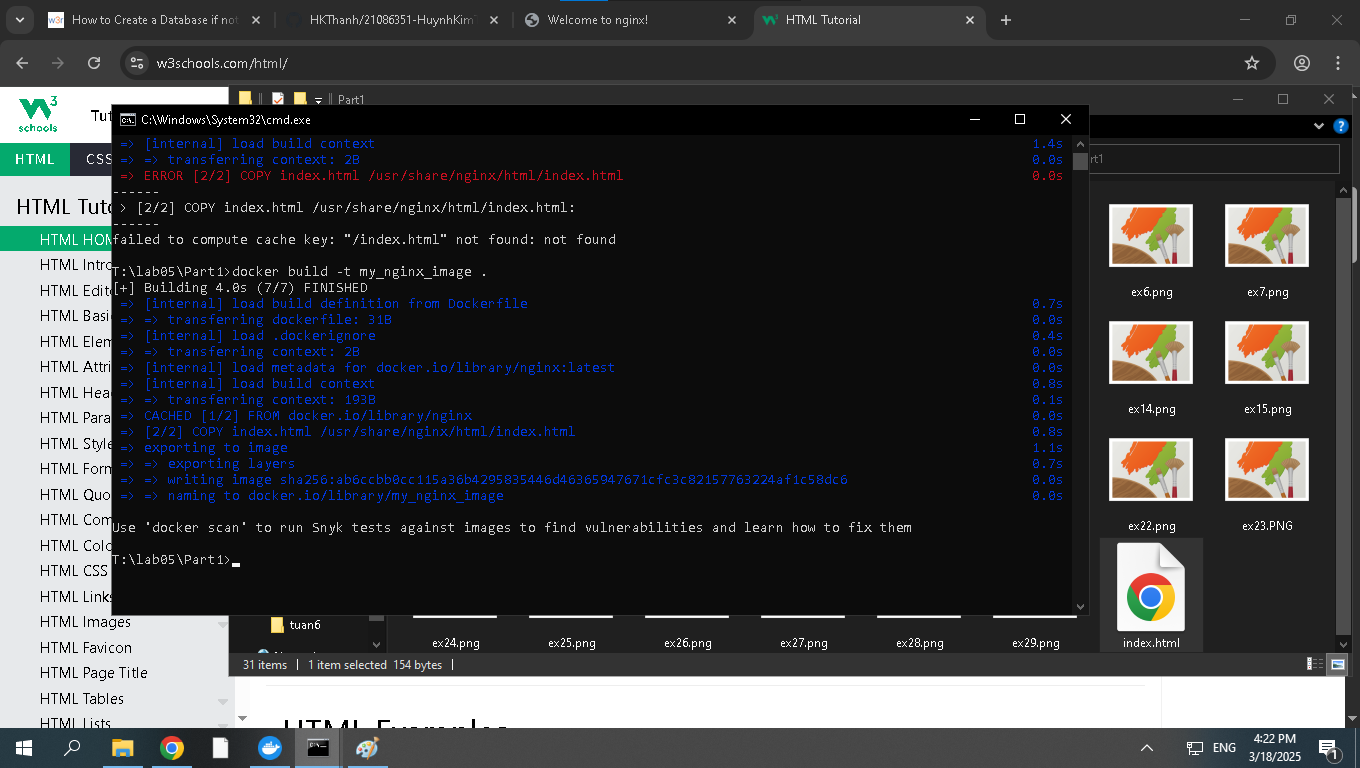 How to Create a Database if not
HKThanh/21086351-HuynhKim
Welcome to nginx!
HTML Tutorial
w3schools.com/html/
3
schools
Tut
Part1
C:\Windows\System32\cmd.exe
HTML
CSS
=> [internal] load build context 1.4s
=> => transferring context: 2B 0.0s
=> ERROR [2/2] COPY index.html /usr/share/nginx/html/index.html 0.0s
------
> [2/2] COPY index.html /usr/share/nginx/html/index.html:
------
failed to compute cache key: "/index.html" not found: not found
T:\lab05\Part1>docker build -t my_nginx_image .
[+] Building 4.0s (7/7) FINISHED
=> [internal] load build definition from Dockerfile 0.7s
=> => transferring dockerfile: 31B 0.0s
=> [internal] load .dockerignore 0.4s
=> => transferring context: 2B 0.0s
=> [internal] load metadata for docker.io/library/nginx:latest 0.0s
=> [internal] load build context 0.8s
=> => transferring context: 193B 0.1s
=> CACHED [1/2] FROM docker.io/library/nginx 0.0s
=> [2/2] COPY index.html /usr/share/nginx/html/index.html 0.8s
=> exporting to image 1.1s
=> => exporting layers 0.7s
=> => writing image sha256:ab6ccbb0cc115a36b4295835446d46365947671cfc3c82157763224af1c58dc6 0.0s
=> => naming to docker.io/library/my_nginx_image 0.0s
Use 'docker scan' to run Snyk tests against images to find vulnerabilities and learn how to fix them
T:\lab05\Part1>
rt1
HTML Tuto
HTML HOM
HTML Intro
HTML Edito
HTML Basi
HTML Elem
HTML Attri
HTML Hea
HTML Para
HTML Style
HTML Form
HTML Quo
HTML Com
HTML Colo
HTML CSS
HTML Links
HTML Images
HTML Favicon
HTML Page Title
HTML Tables
HTML Lists
ex6.png
ex7.png
ex14.png
ex15.png
ex22.png
ex23.PNG
tuan6
ex24.png
ex25.png
ex26.png
ex27.png
ex28.png
ex29.png
index.html
31 items
1 item selected 154 bytes
HTML Examples
ENG
4:22 PM
3/18/2025
1